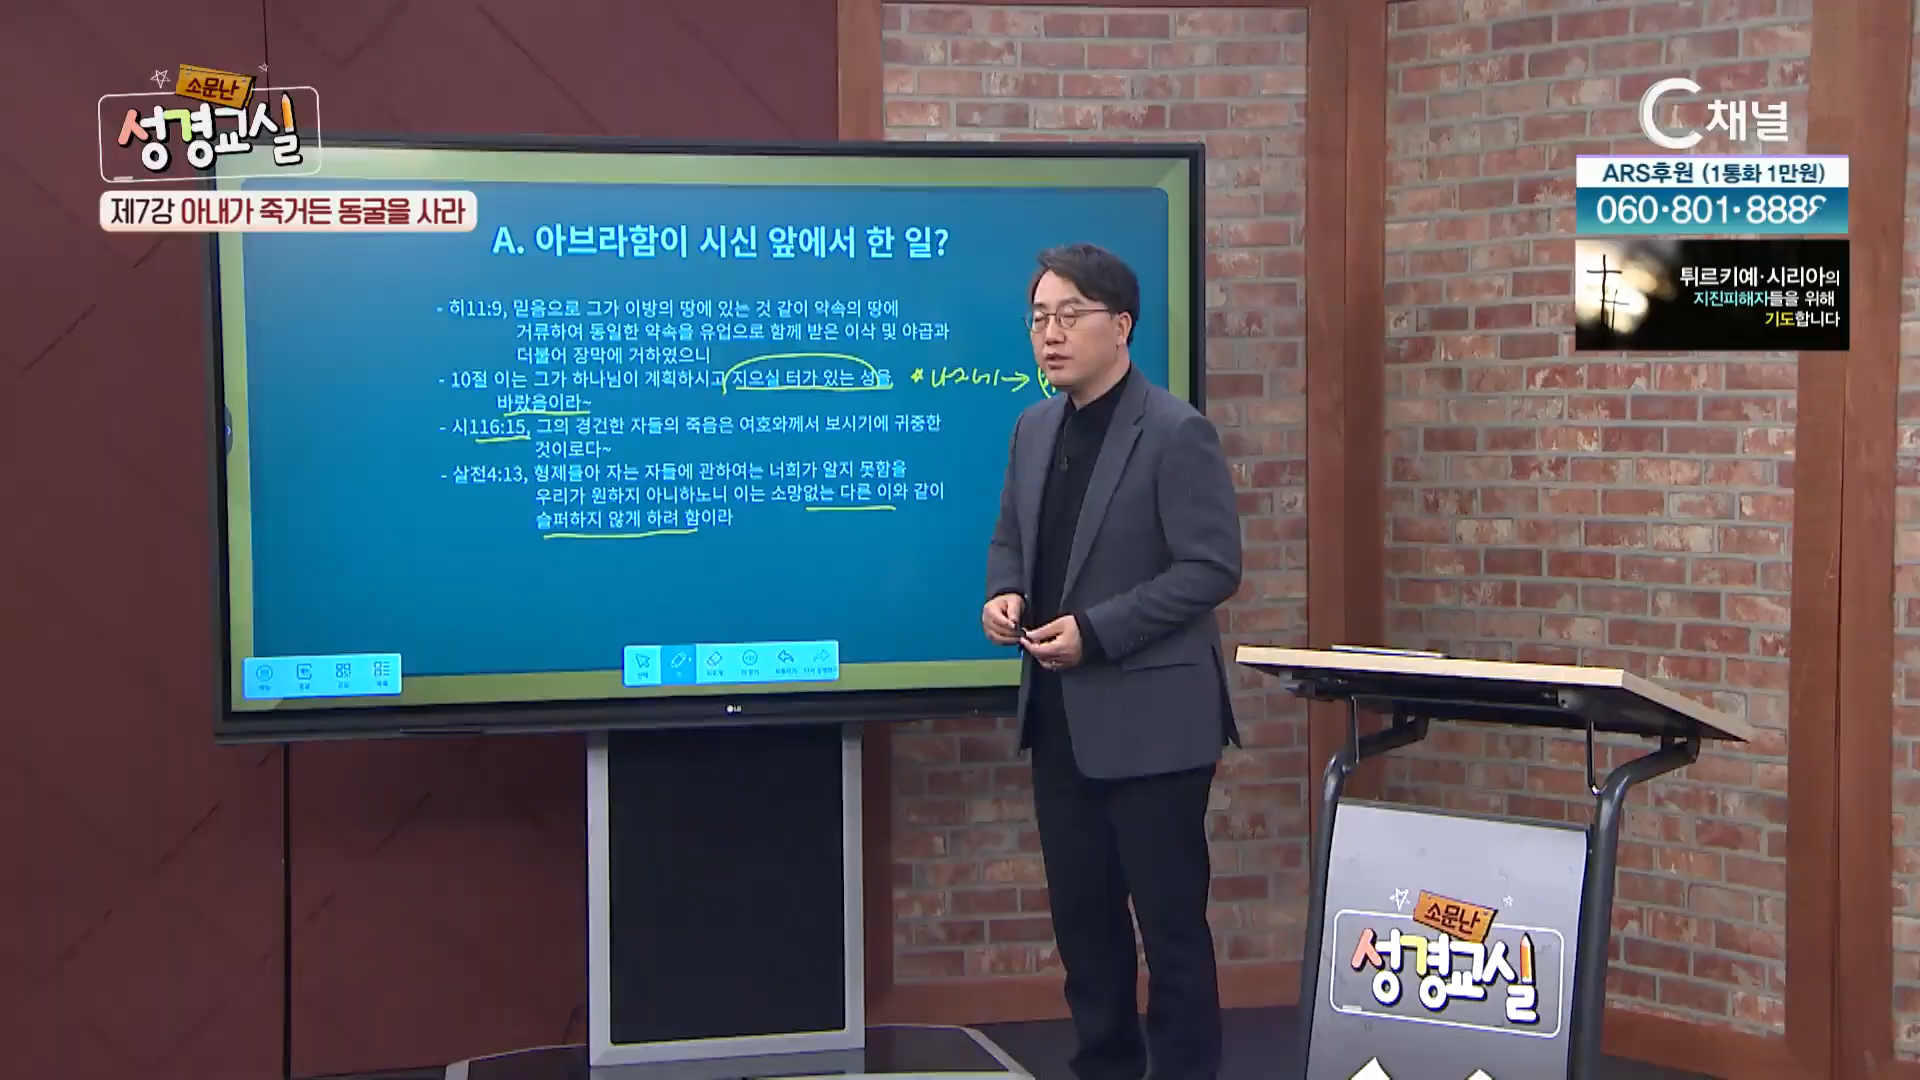 소문난
성경교실
제7강 아내가 죽거든 동굴을 사라
C채널
ARS후원 (1통화 1만원)
060·801·8888
튀르키예·시리아의
지진피해자들을 위해
기도합니다
A. 아브라함이 시신 앞에서 한 일?
- 히11:9, 믿음으로 그가 이방의 땅에 있는 것 같이 약속의 땅에
거류하여 동일한 약속을 유업으로 함께 받은 이삭 및 야곱과
더불어 장막에 거하였으니
- 10절 이는 그가 하나님이 계획하시고 지으실 터가 있는 성을
바랐음이라~
- 시116:15, 그의 경건한 자들의 죽음은 여호와께서 보시기에 귀중한
것이로다~
- 살전4:13, 형제들아 자는 자들에 관하여는 너희가 알지 못함을
우리가 원하지 아니하노니 이는 소망없는 다른 이와 같이
슬퍼하지 않게 하려 함이라
LG
소문난
성경교실